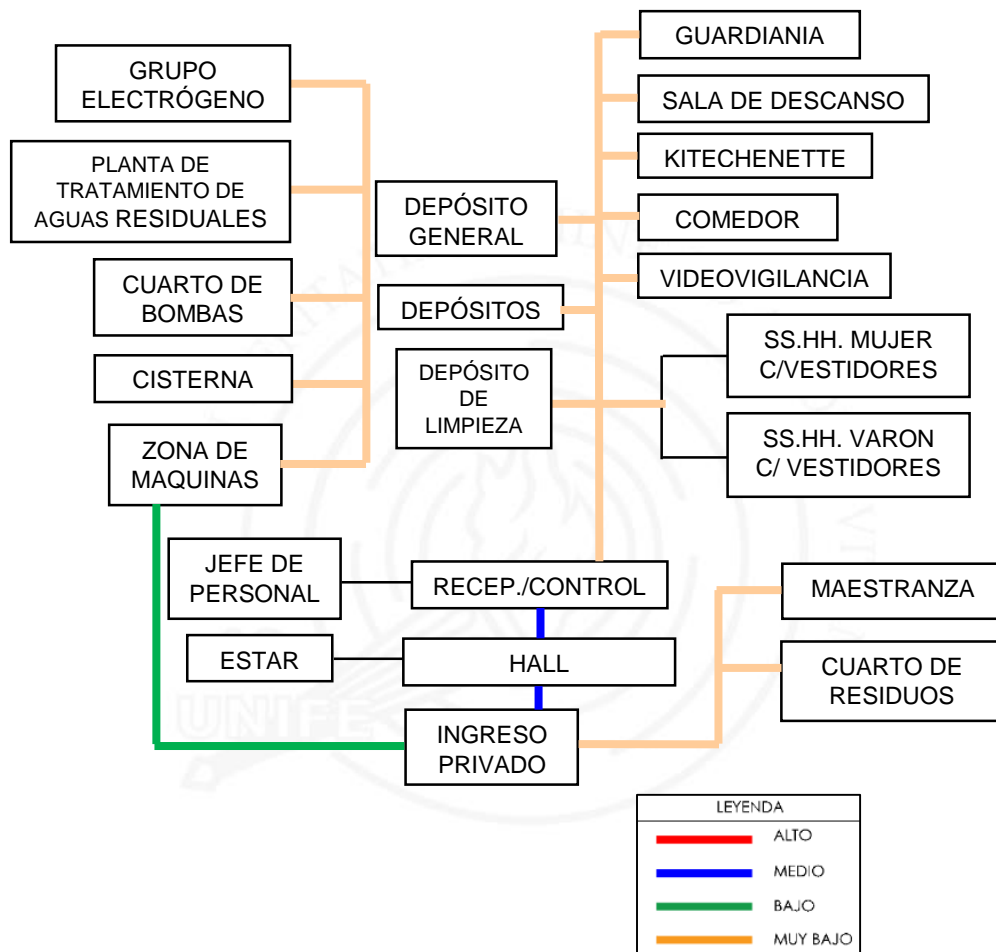 GUARDIANIA
GRUPO
ELECTRÓGENO
SALA DE DESCANSO
PLANTA DE
TRATAMIENTO DE
AGUAS RESIDUALES
KITECHENETTE
DEPÓSITO
GENERAL
COMEDOR
CUARTO DE
BOMBAS
VIDEOVIGILANCIA
DEPÓSITOS
SS.HH. MUJER
C/VESTIDORES
CISTERNA
DEPÓSITO
DE
LIMPIEZA
ZONA DE
MAQUINAS
SS.HH. VARON
C/ VESTIDORES
JEFE DE
PERSONAL
RECEP./CONTROL
MAESTRANZA
ESTAR
HALL
CUARTO DE
RESIDUOS
UNIFE
INGRESO
PRIVADO
LEYENDA
ALTO
MEDIO
BAJO
MUY BAJO